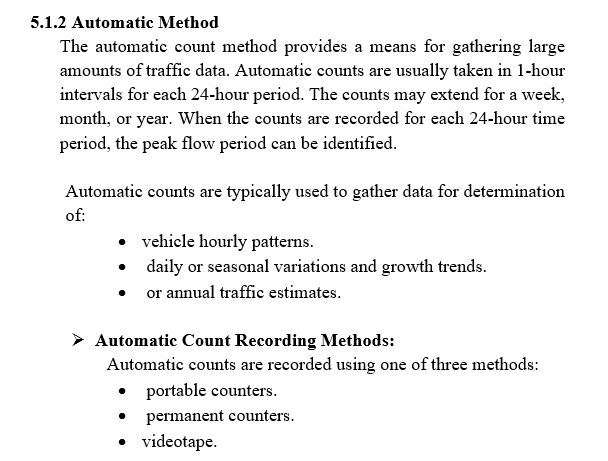 5.1.2 Automatic Method
The automatic count method provides a means for gathering large
amounts of traffic data. Automatic counts are usually taken in 1-hour
intervals for each 24-hour period. The counts may extend for a week,
month, or year. When the counts are recorded for each 24-hour time
period, the peak flow period can be identified.
Automatic counts are typically used to gather data for determination
of:
• vehicle hourly patterns.
• daily or seasonal variations and growth trends.
• or annual traffic estimates.
➢ Automatic Count Recording Methods:
Automatic counts are recorded using one of three methods:
• portable counters.
• permanent counters.
• videotape.